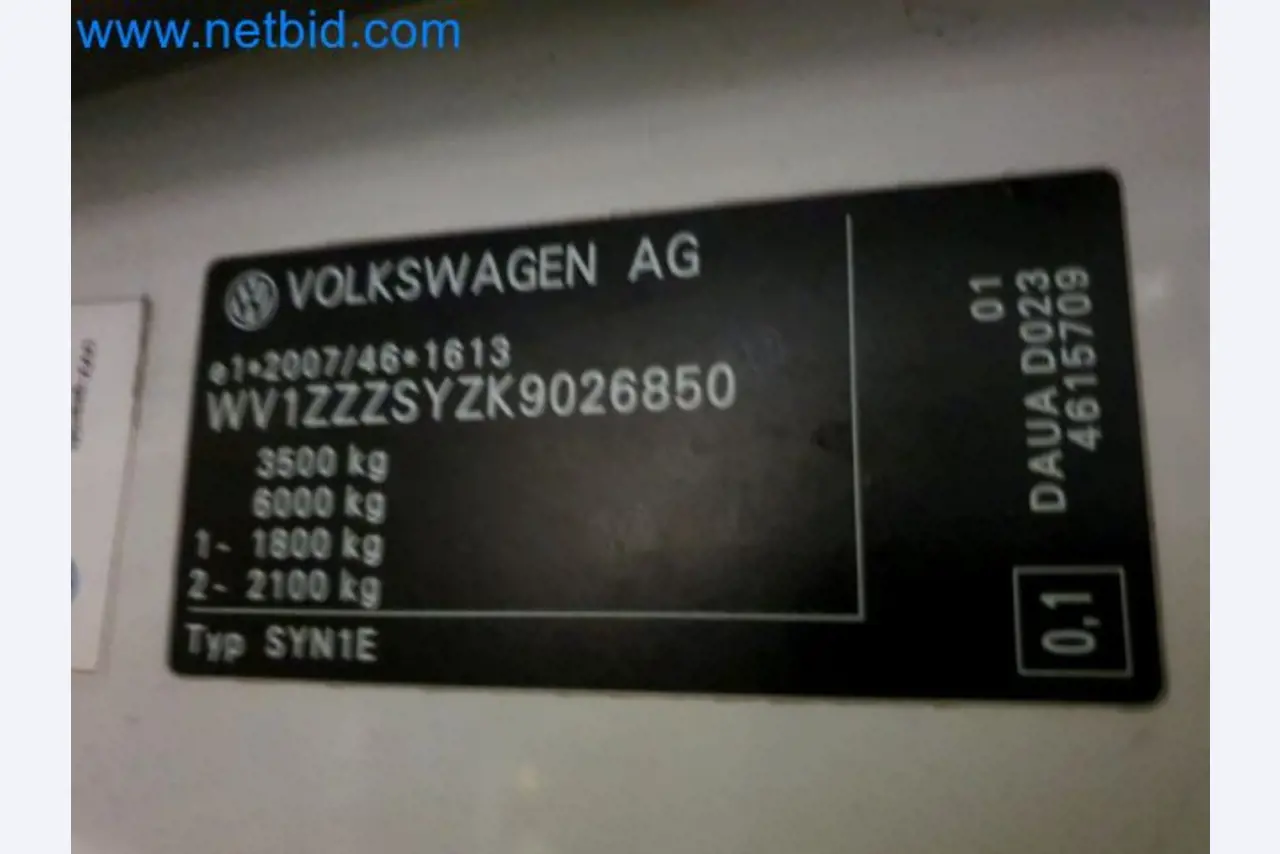 www.netbid.com
VOLKSWAGEN AG
e1*2007/46*1613
WV1ZZZSYZK9026850
3500 kg
6000 kg
1- 1800 kg
2- 2100 kg
Typ SYN1E
01
DAUA D023
4615709
0,1